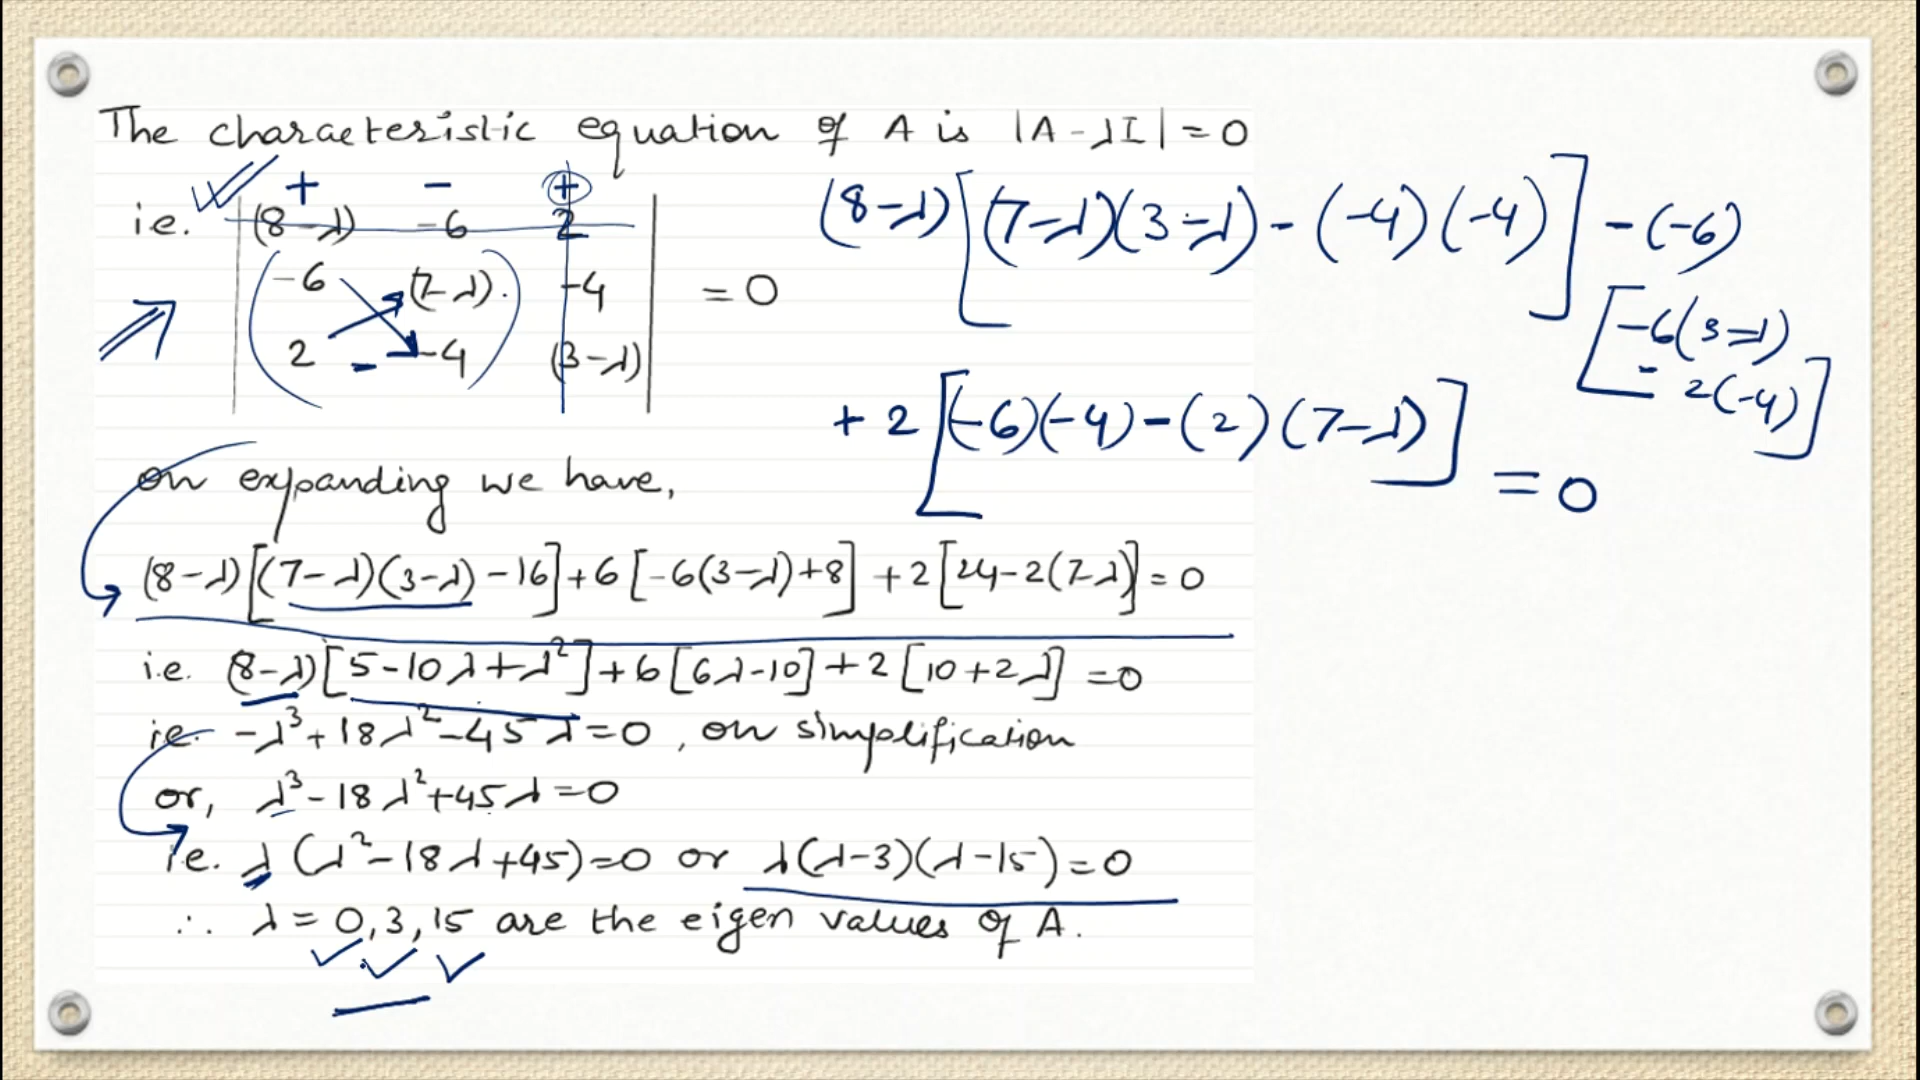 The characteristic equation of A is |A - λI| = 0
+ - +
i.e. | (8-λ) -6 2 |
| -6 (7-λ) -4 | = 0
| 2 - -4 (3-λ) |
(8-λ)[(7-λ)(3-λ) - (-4)(-4)] - (-6)
[-6(3-λ)
- 2(-4)]
+ 2[(-6)(-4) - (2)(7-λ)]
= 0
on expanding we have,
(8-λ)[(7-λ)(3-λ) - 16] + 6[-6(3-λ)+8] + 2[24-2(7-λ)] = 0
i.e. (8-λ)[5-10λ+λ²] + 6[6λ-10] + 2[10+2λ] = 0
i.e. -λ³+18λ²-45λ=0, on simplification
or, λ³-18λ²+45λ=0
i.e. λ(λ²-18λ+45)=0 or λ(λ-3)(λ-15)=0
∴ λ = 0,3,15 are the eigen values of A.